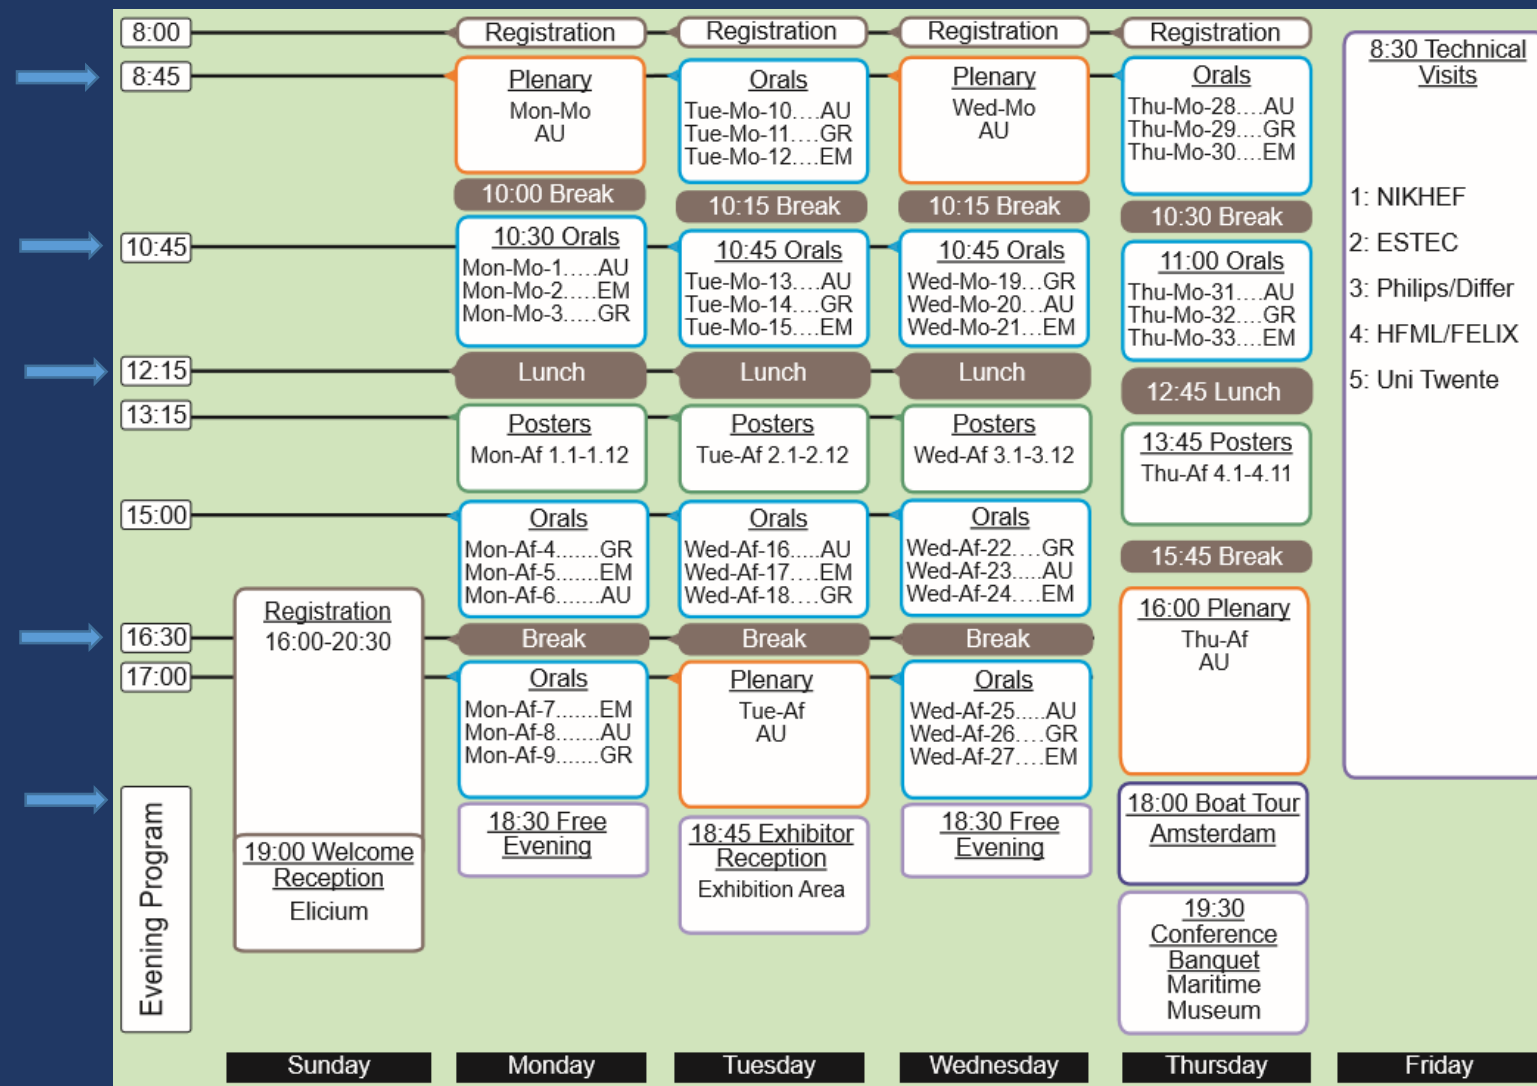 8:00
8:45
10:45
12:15
13:15
15:00
16:30
17:00
Evening Program
Registration
16:00-20:30
19:00 Welcome
Reception
Elicium
Sunday
Registration
Plenary
Mon-Mo
AU
10:00 Break
10:30 Orals
Mon-Mo-1.....AU
Mon-Mo-2.....EM
Mon-Mo-3.....GR
Lunch
Posters
Mon-Af 1.1-1.12
Orals
Mon-Af-4.......GR
Mon-Af-5.......EM
Mon-Af-6.......AU
Break
Orals
Mon-Af-7.......EM
Mon-Af-8.......AU
Mon-Af-9.......GR
18:30 Free
Evening
Monday
Registration
Orals
Tue-Mo-10....AU
Tue-Mo-11....GR
Tue-Mo-12....EM
10:15 Break
10:45 Orals
Tue-Mo-13....AU
Tue-Mo-14....GR
Tue-Mo-15....EM
Lunch
Posters
Tue-Af 2.1-2.12
Orals
Wed-Af-16.....AU
Wed-Af-17....EM
Wed-Af-18....GR
Break
Plenary
Tue-Af
AU
18:45 Exhibitor
Reception
Exhibition Area
Tuesday
Registration
Plenary
Wed-Mo
AU
10:15 Break
10:45 Orals
Wed-Mo-19...GR
Wed-Mo-20...AU
Wed-Mo-21...EM
Lunch
Posters
Wed-Af 3.1-3.12
Orals
Wed-Af-22....GR
Wed-Af-23.....AU
Wed-Af-24....EM
Break
Orals
Wed-Af-25.....AU
Wed-Af-26....GR
Wed-Af-27....EM
18:30 Free
Evening
Wednesday
Registration
Orals
Thu-Mo-28....AU
Thu-Mo-29....GR
Thu-Mo-30....EM
10:30 Break
11:00 Orals
Thu-Mo-31....AU
Thu-Mo-32....GR
Thu-Mo-33....EM
12:45 Lunch
13:45 Posters
Thu-Af 4.1-4.11
15:45 Break
16:00 Plenary
Thu-Af
AU
18:00 Boat Tour
Amsterdam
19:30
Conference
Banquet
Maritime
Museum
Thursday
8:30 Technical
Visits
1: NIKHEF
2: ESTEC
3: Philips/Differ
4: HFML/FELIX
5: Uni Twente
Friday